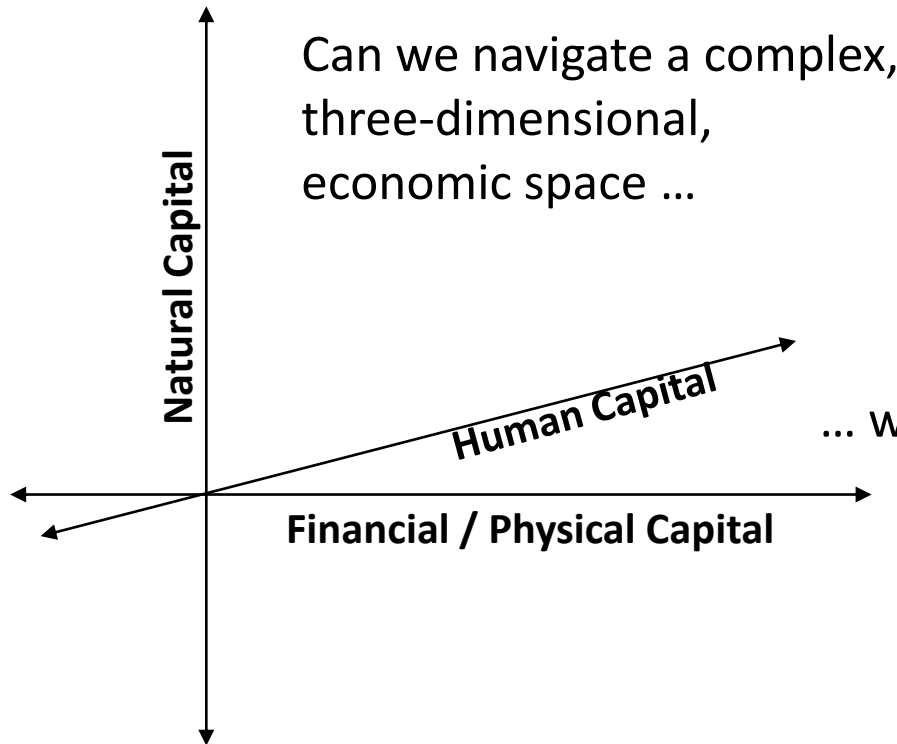 Can we navigate a complex,
three-dimensional,
economic space ...
Natural Capital
Human Capital
... w
Financial / Physical Capital